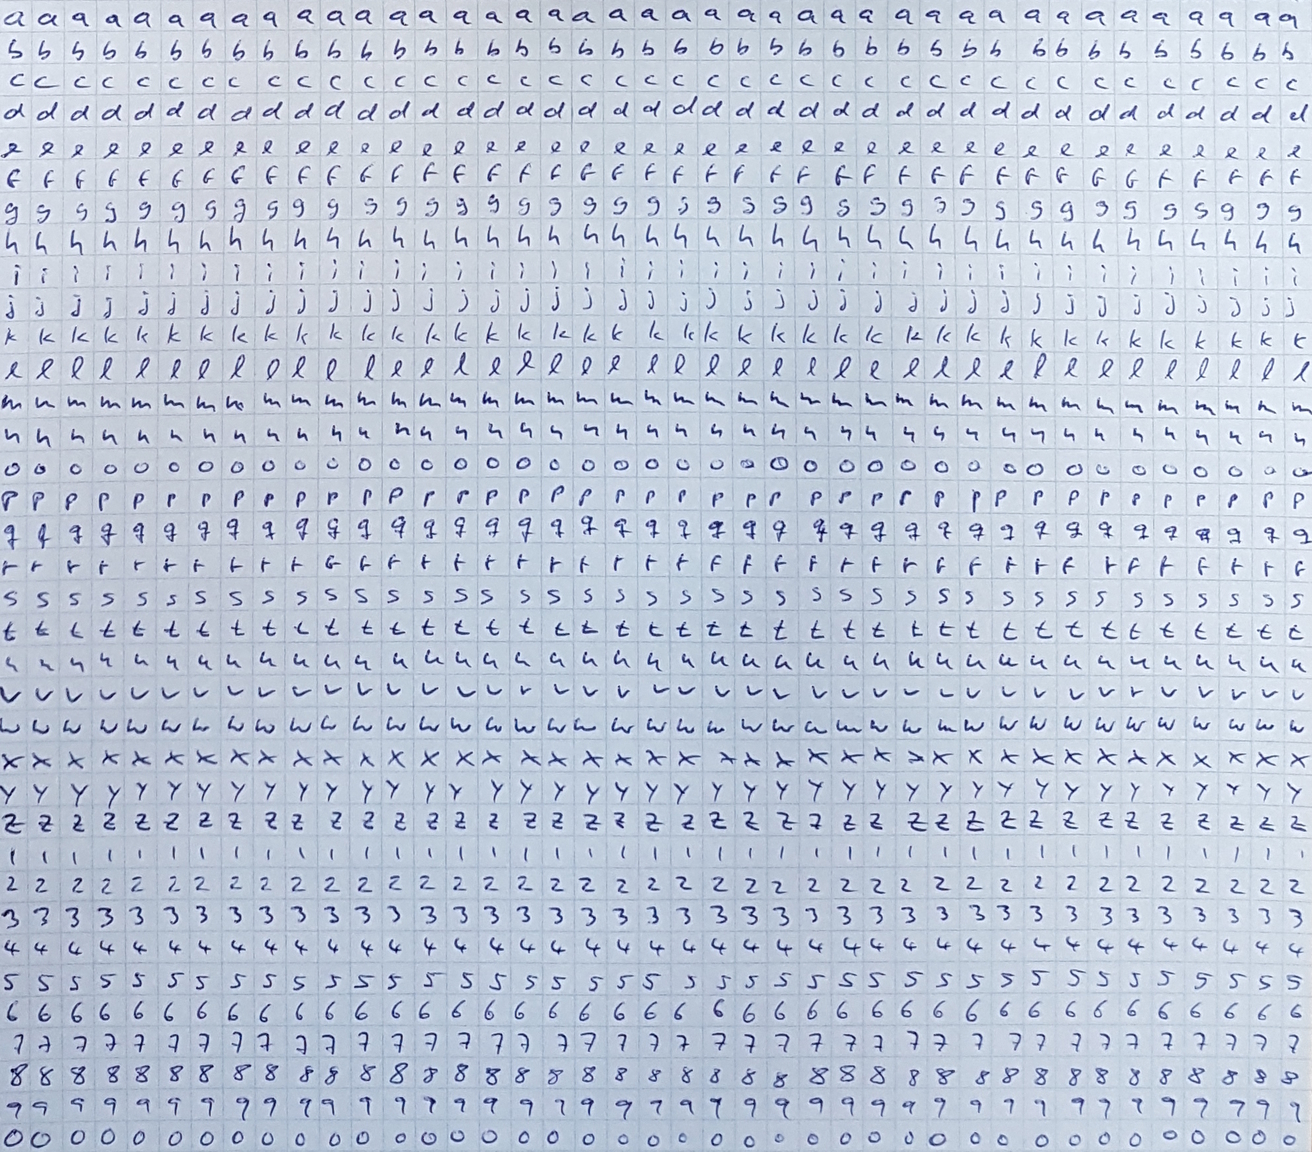 a a a a a a a a a a a a a a a a a a a a a a a a a a a a a a a a a a a a a a a a a
b b b b b b b b b b b b b b b b b b b b b b b b b b b b b b b b b b b b b b b b b
c c c c c c c c c c c c c c c c c c c c c c c c c c c c c c c c c c c c c c c c c
d d d d d d d d d d d d d d d d d d d d d d d d d d d d d d d d d d d d d d d d d
e e e e e e e e e e e e e e e e e e e e e e e e e e e e e e e e e e e e e e e e e
f f f f f f f f f f f f f f f f f f f f f f f f f f f f f f f f f f f f f f f f f
g g g g g g g g g g g g g g g g g g g g g g g g g g g g g g g g g g g g g g g g g
h h h h h h h h h h h h h h h h h h h h h h h h h h h h h h h h h h h h h h h h h
i i i i i i i i i i i i i i i i i i i i i i i i i i i i i i i i i i i i i i i i i
j j j j j j j j j j j j j j j j j j j j j j j j j j j j j j j j j j j j j j j j j
k k k k k k k k k k k k k k k k k k k k k k k k k k k k k k k k k k k k k k k k k
l l l l l l l l l l l l l l l l l l l l l l l l l l l l l l l l l l l l l l l l l
m m m m m m m m m m m m m m m m m m m m m m m m m m m m m m m m m m m m m m m m m
n n n n n n n n n n n n n n n n n n n n n n n n n n n n n n n n n n n n n n n n n
o o o o o o o o o o o o o o o o o o o o o o o o o o o o o o o o o o o o o o o o o
p p p p p p p p p p p p p p p p p p p p p p p p p p p p p p p p p p p p p p p p p
q q q q q q q q q q q q q q q q q q q q q q q q q q q q q q q q q q q q q q q q q
r r r r r r r r r r r r r r r r r r r r r r r r r r r r r r r r r r r r r r r r r
s s s s s s s s s s s s s s s s s s s s s s s s s s s s s s s s s s s s s s s s s
t t t t t t t t t t t t t t t t t t t t t t t t t t t t t t t t t t t t t t t t t
u u u u u u u u u u u u u u u u u u u u u u u u u u u u u u u u u u u u u u u u u
v v v v v v v v v v v v v v v v v v v v v v v v v v v v v v v v v v v v v v v v v
w w w w w w w w w w w w w w w w w w w w w w w w w w w w w w w w w w w w w w w w w
x x x x x x x x x x x x x x x x x x x x x x x x x x x x x x x x x x x x x x x x x
y y y y y y y y y y y y y y y y y y y y y y y y y y y y y y y y y y y y y y y y y
z z z z z z z z z z z z z z z z z z z z z z z z z z z z z z z z z z z z z z z z z
1 1 1 1 1 1 1 1 1 1 1 1 1 1 1 1 1 1 1 1 1 1 1 1 1 1 1 1 1 1 1 1 1 1 1 1 1 1 1 1 1
2 2 2 2 2 2 2 2 2 2 2 2 2 2 2 2 2 2 2 2 2 2 2 2 2 2 2 2 2 2 2 2 2 2 2 2 2 2 2 2 2
3 3 3 3 3 3 3 3 3 3 3 3 3 3 3 3 3 3 3 3 3 3 3 3 3 3 3 3 3 3 3 3 3 3 3 3 3 3 3 3 3
4 4 4 4 4 4 4 4 4 4 4 4 4 4 4 4 4 4 4 4 4 4 4 4 4 4 4 4 4 4 4 4 4 4 4 4 4 4 4 4 4
5 5 5 5 5 5 5 5 5 5 5 5 5 5 5 5 5 5 5 5 5 5 5 5 5 5 5 5 5 5 5 5 5 5 5 5 5 5 5 5 5
6 6 6 6 6 6 6 6 6 6 6 6 6 6 6 6 6 6 6 6 6 6 6 6 6 6 6 6 6 6 6 6 6 6 6 6 6 6 6 6 6
7 7 7 7 7 7 7 7 7 7 7 7 7 7 7 7 7 7 7 7 7 7 7 7 7 7 7 7 7 7 7 7 7 7 7 7 7 7 7 7 7
8 8 8 8 8 8 8 8 8 8 8 8 8 8 8 8 8 8 8 8 8 8 8 8 8 8 8 8 8 8 8 8 8 8 8 8 8 8 8 8 8
9 9 9 9 9 9 9 9 9 9 9 9 9 9 9 9 9 9 9 9 9 9 9 9 9 9 9 9 9 9 9 9 9 9 9 9 9 9 9 9 9
0 0 0 0 0 0 0 0 0 0 0 0 0 0 0 0 0 0 0 0 0 0 0 0 0 0 0 0 0 0 0 0 0 0 0 0 0 0 0 0 0